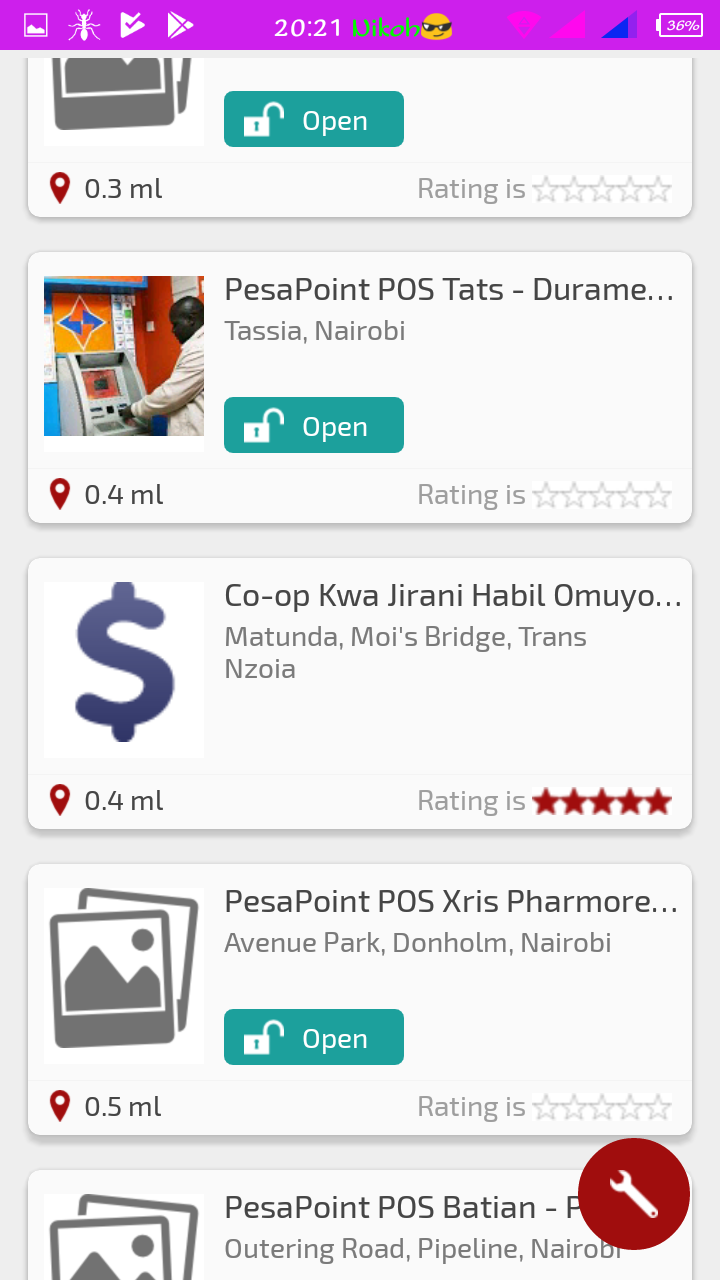 20:21 Nikoh 36%
Open
0.3 ml Rating is
PesaPoint POS Tats - Durame...
Tassia, Nairobi
Open
0.4 ml Rating is
Co-op Kwa Jirani Habil Omuyo...
Matunda, Moi's Bridge, Trans
Nzoia
0.4 ml Rating is
PesaPoint POS Xris Pharmore...
Avenue Park, Donholm, Nairobi
Open
0.5 ml Rating is
PesaPoint POS Batian - P
Outering Road, Pipeline, Nairobi